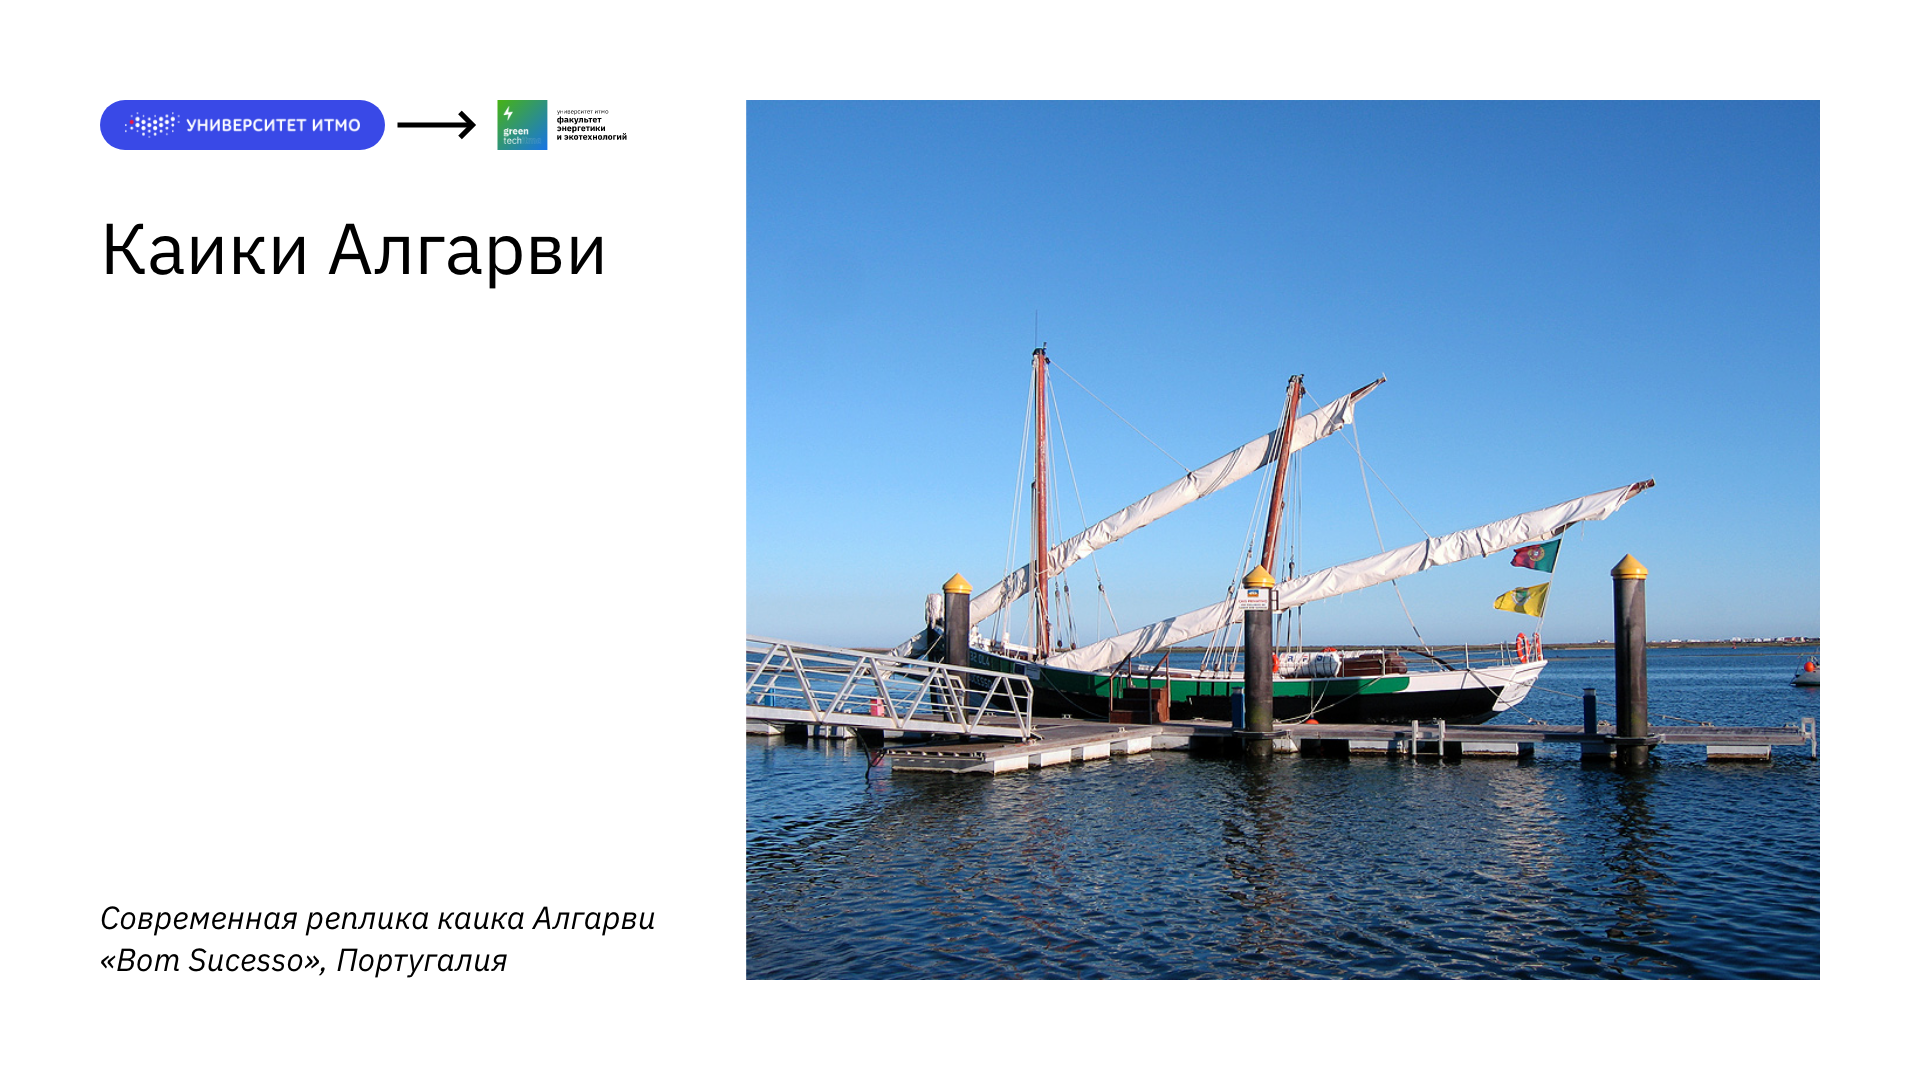 УНИВЕРСИТЕТ ИТМО
green
tech
университет итмо
факультет
энергетики
и экотехнологий
Каики Алгарви
Современная реплика каика Алгарви
«Bom Sucesso», Португалия